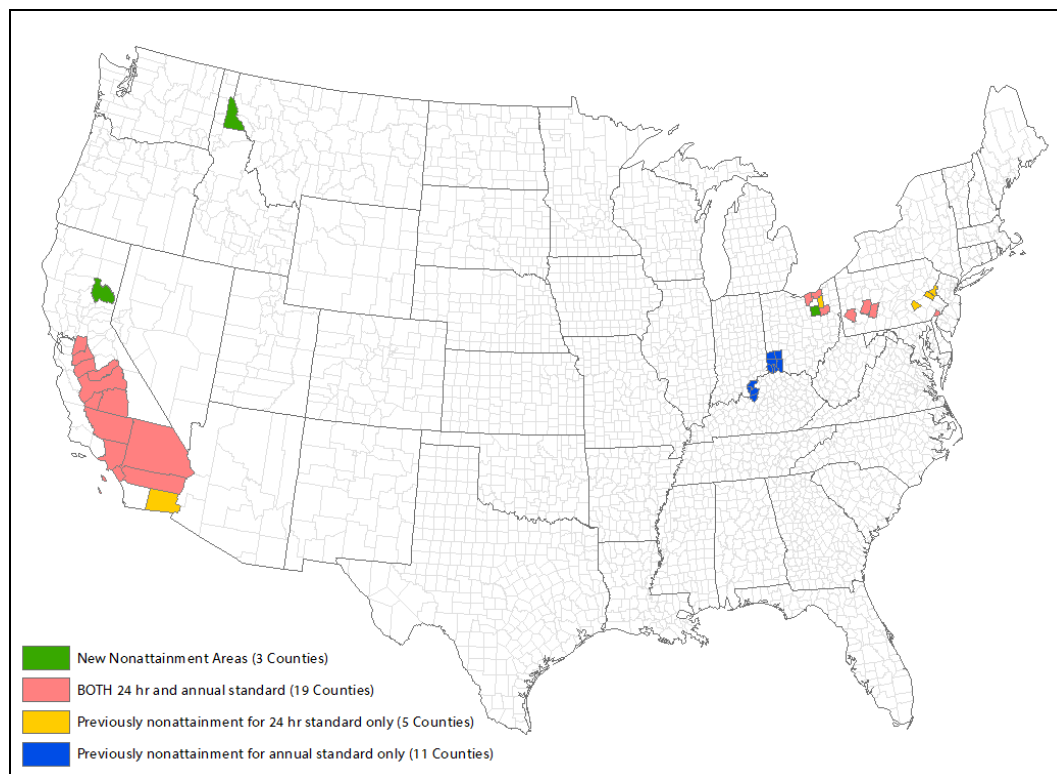 New Nonattainment Areas (3 Counties)
BOTH 24 hr and annual standard (19 Counties)
Previously nonattainment for 24 hr standard only (5 Counties)
Previously nonattainment for annual standard only (11 Counties)